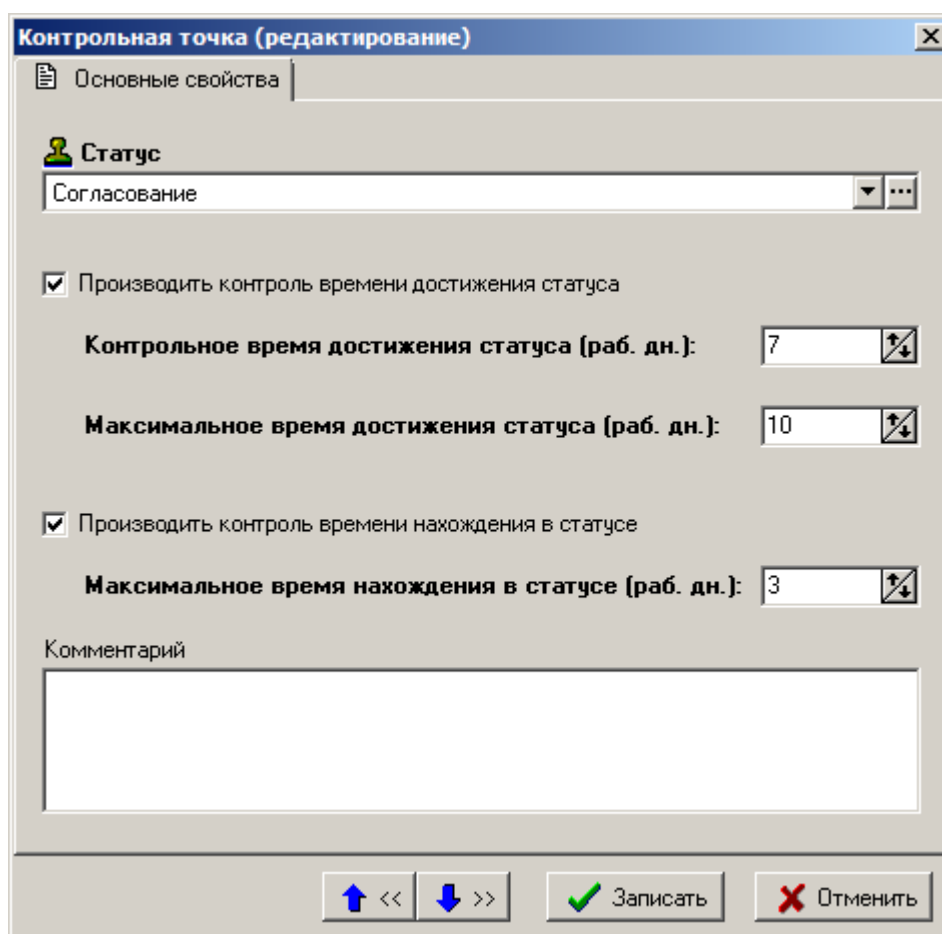 Контрольная точка (редактирование)
Основные свойства
Статус
Согласование
Производить контроль времени достижения статуса
Контрольное время достижения статуса (раб. дн.): 7
Максимальное время достижения статуса (раб. дн.): 10
Производить контроль времени нахождения в статусе
Максимальное время нахождения в статусе (раб. дн.): 3
Комментарий
<< >> Записать Отменить